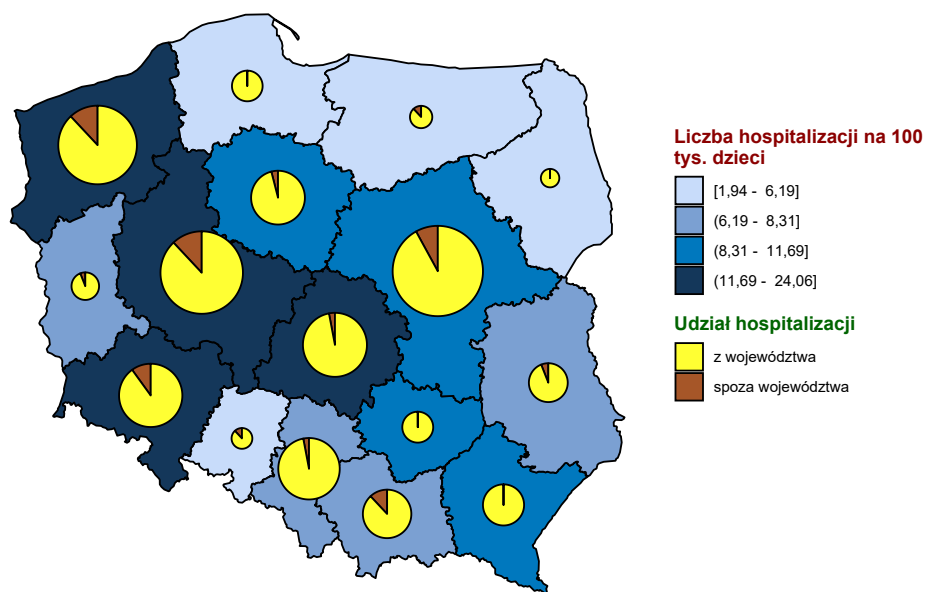 Liczba hospitalizacji na 100
tys. dzieci
[1,94 - 6,19]
(6,19 - 8,31]
(8,31 - 11,69]
(11,69 - 24,06]
Udział hospitalizacji
z województwa
spoza województwa